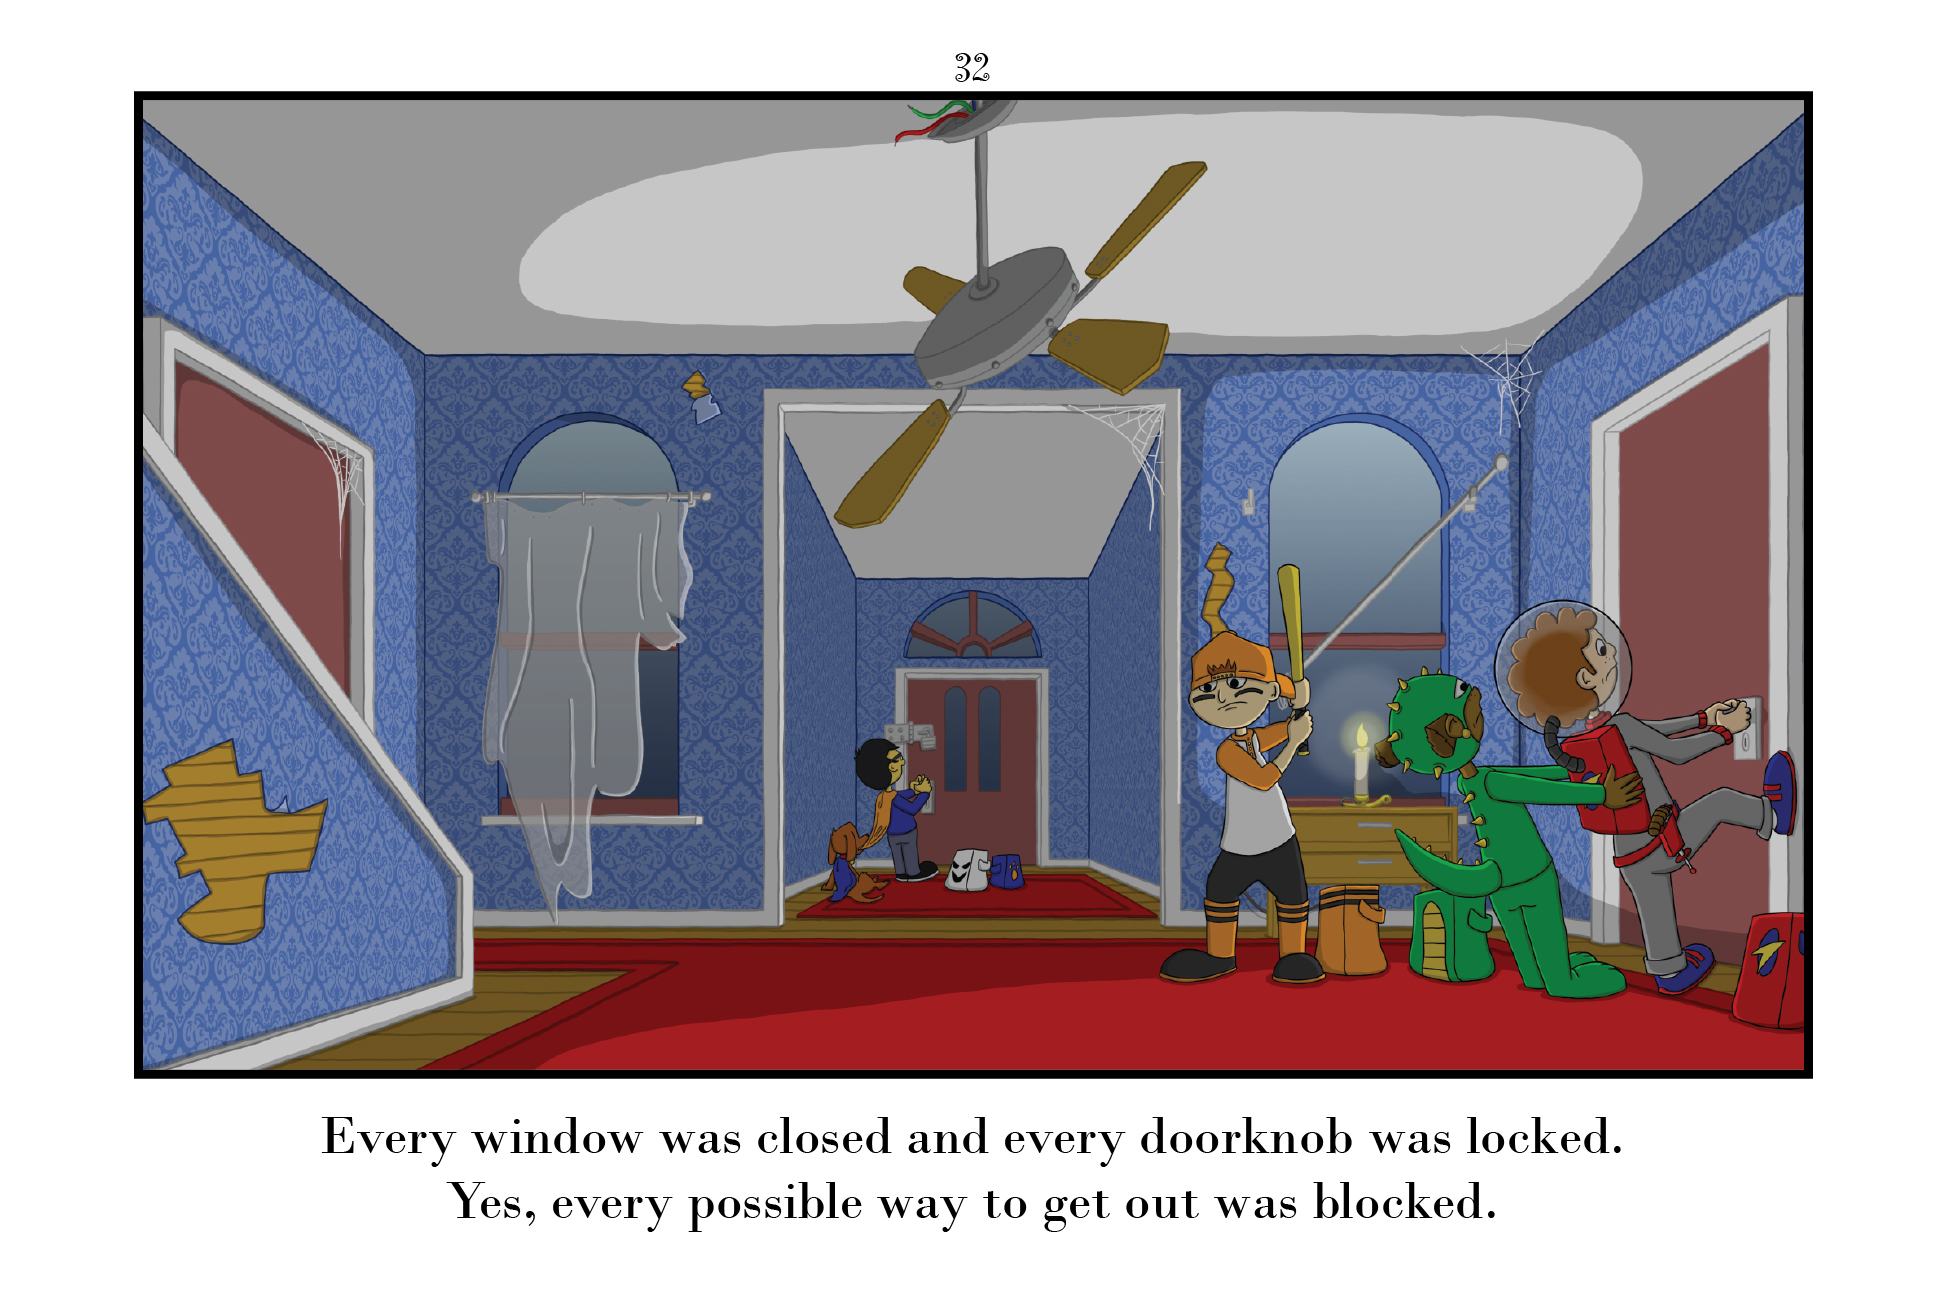 32
Every window was closed and every doorknob was locked.
Yes, every possible way to get out was blocked.